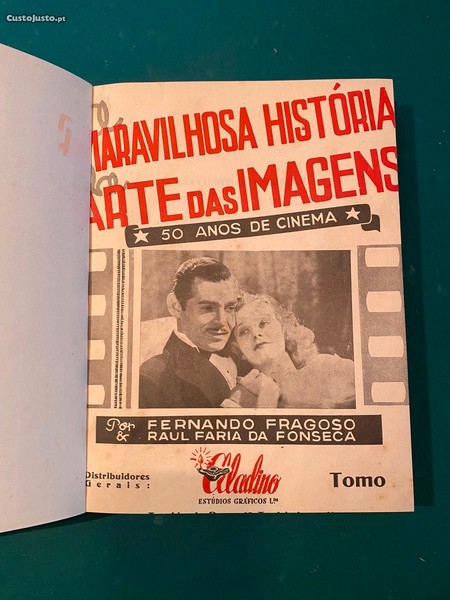 CustoJusto.pt
MARAVILHOSA HISTÓRIA
ARTE DAS IMAGENS
★ 50 ANOS DE CINEMA ★
Por FERNANDO FRAGOSO
& RAUL FARIA DA FONSECA
Distribuidores
Gerais:
Aladino
ESTÚDIOS GRÁFICOS L.da
Tomo